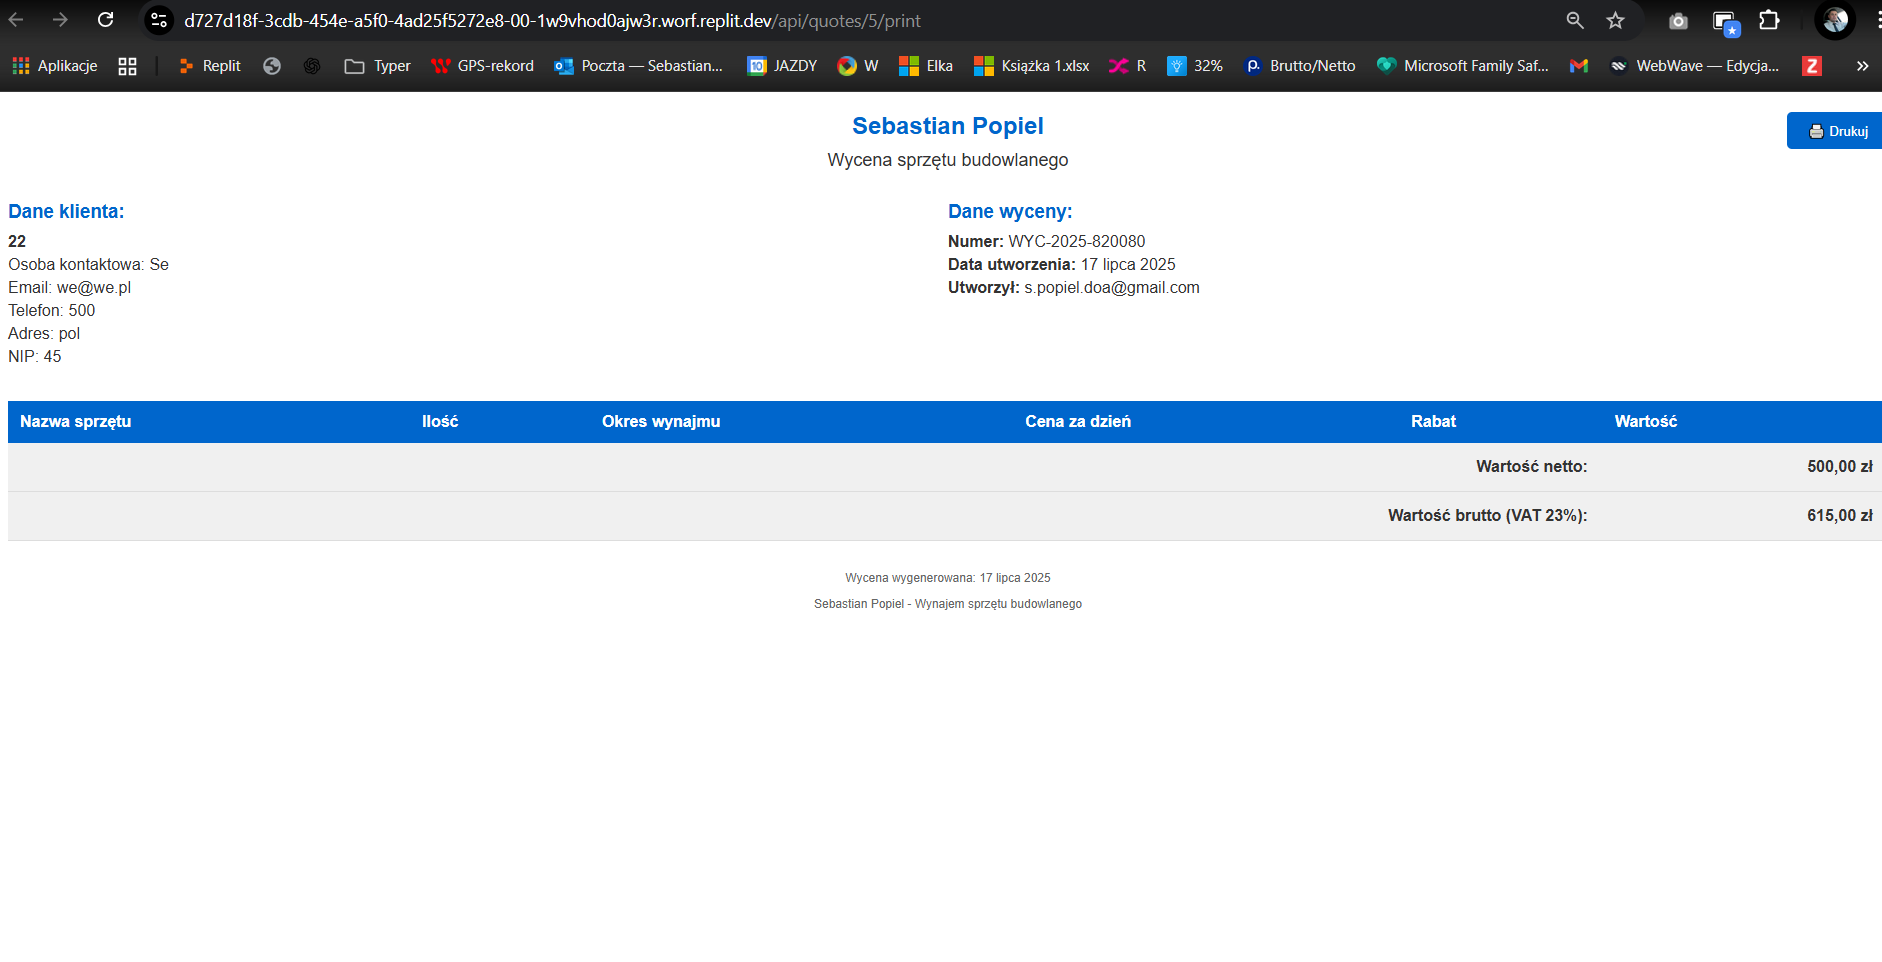 d727d18f-3cdb-454e-a5f0-4ad25f5272e8-00-1w9vhod0ajw3r.worf.replit.dev/api/quotes/5/print
Aplikacje Replit Typer GPS-rekord Poczta — Sebastian... JAZDY W Elka Książka 1.xlsx R 32% Brutto/Netto Microsoft Family Saf... WebWave — Edycja... Z »
Sebastian Popiel
Drukuj
Wycena sprzętu budowlanego
Dane klienta:
22
Osoba kontaktowa: Se
Email: we@we.pl
Telefon: 500
Adres: pol
NIP: 45
Dane wyceny:
Numer: WYC-2025-820080
Data utworzenia: 17 lipca 2025
Utworzył: s.popiel.doa@gmail.com
Nazwa sprzętu Ilość Okres wynajmu Cena za dzień Rabat Wartość
Wartość netto: 500,00 zł
Wartość brutto (VAT 23%): 615,00 zł
Wycena wygenerowana: 17 lipca 2025
Sebastian Popiel - Wynajem sprzętu budowlanego